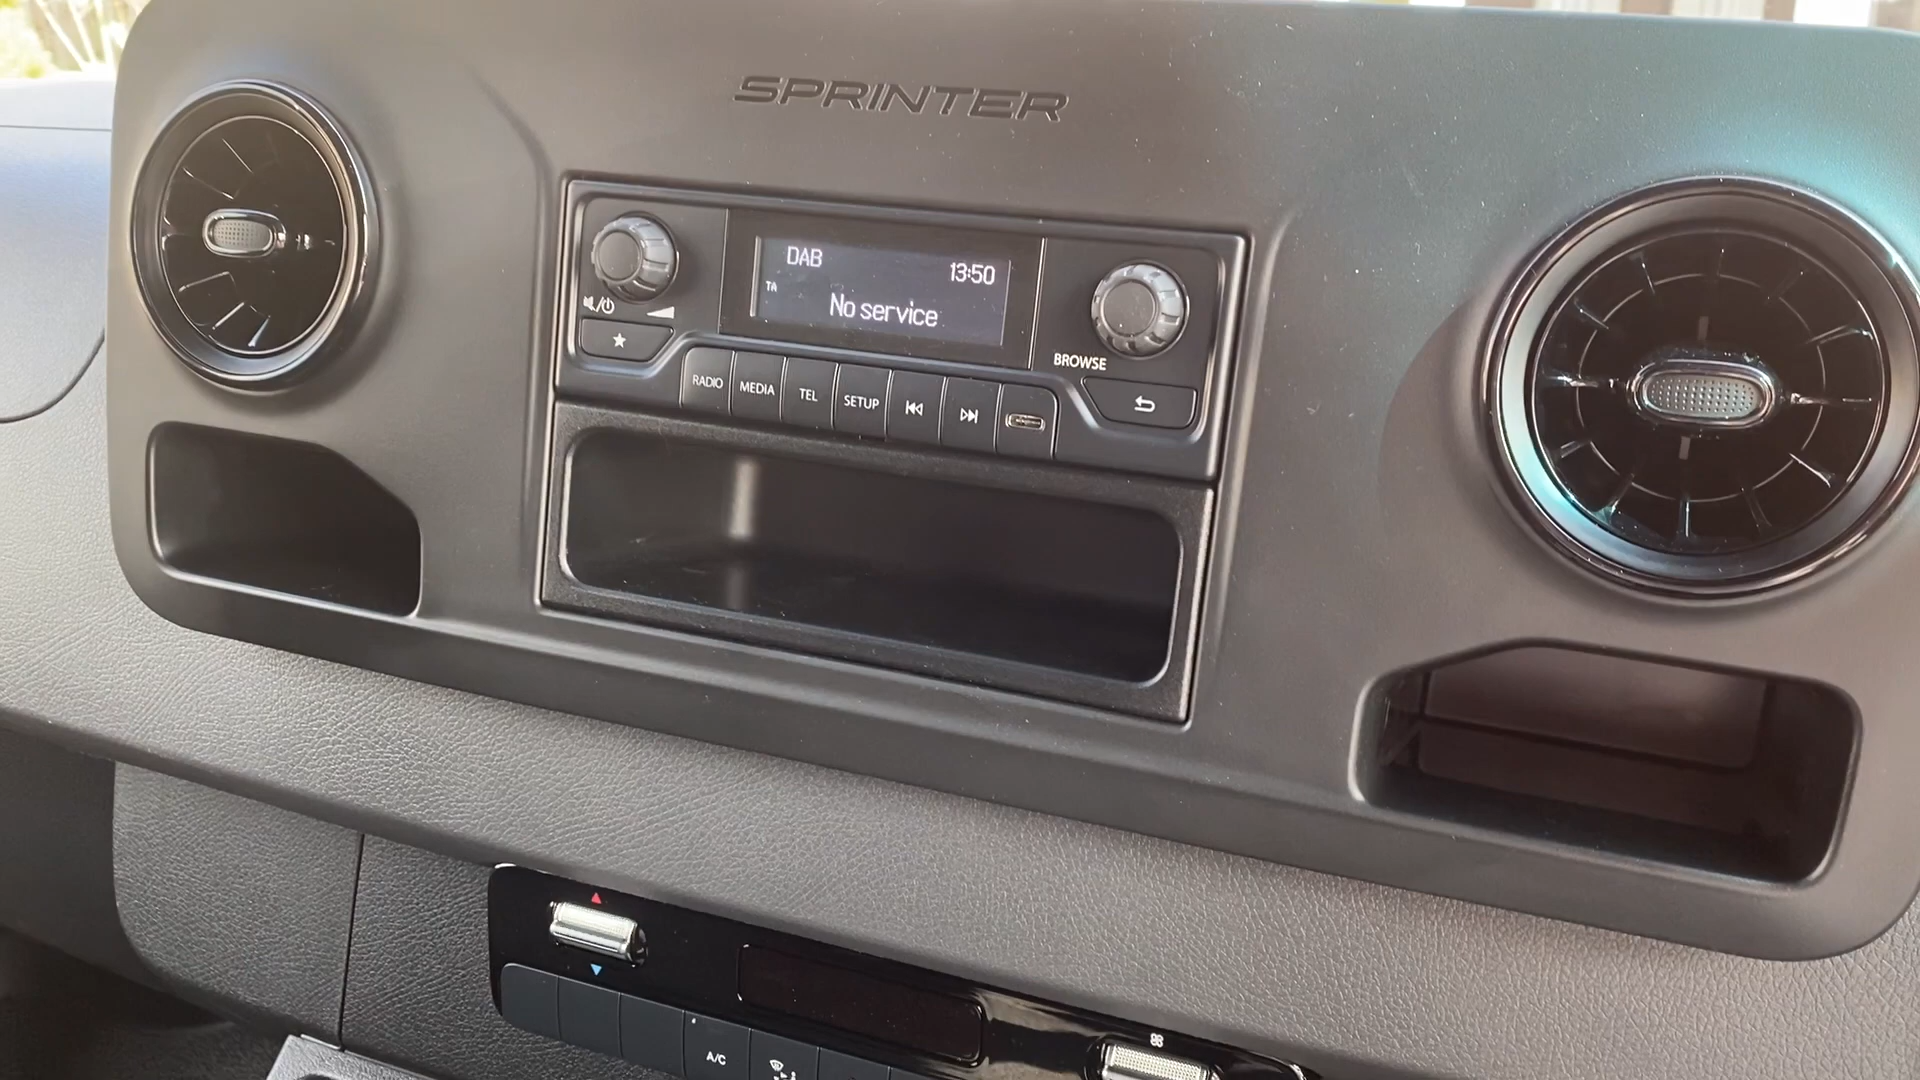 SPRINTER
DAB
13:50
TA
No service
BROWSE
RADIO
MEDIA
TEL
SETUP
A/C